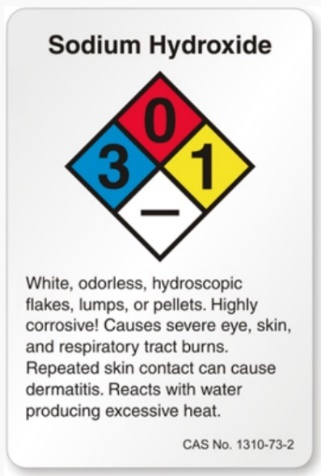 Sodium Hydroxide
0
3 1
–
White, odorless, hydroscopic
flakes, lumps, or pellets. Highly
corrosive! Causes severe eye, skin,
and respiratory tract burns.
Repeated skin contact can cause
dermatitis. Reacts with water
producing excessive heat.
CAS No. 1310-73-2